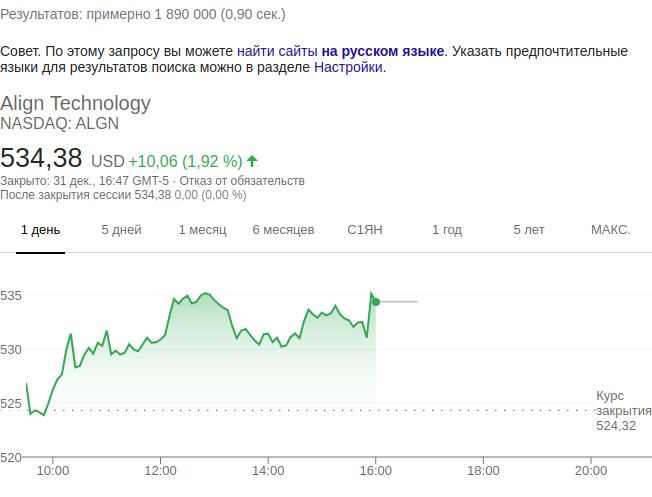 Результатов: примерно 1 890 000 (0,90 сек.)
Совет. По этому запросу вы можете найти сайты на русском языке. Указать предпочтительные
языки для результатов поиска можно в разделе Настройки.
Align Technology
NASDAQ: ALGN
534,38 USD +10,06 (1,92 %)
Закрыто: 31 дек., 16:47 GMT-5 · Отказ от обязательств
После закрытия сессии 534,38 0,00 (0,00 %)
1 день 5 дней 1 месяц 6 месяцев С1ЯН 1 год 5 лет МАКС.
535
530
525
520
Курс
закрытия
524,32
10:00 12:00 14:00 16:00 18:00 20:00